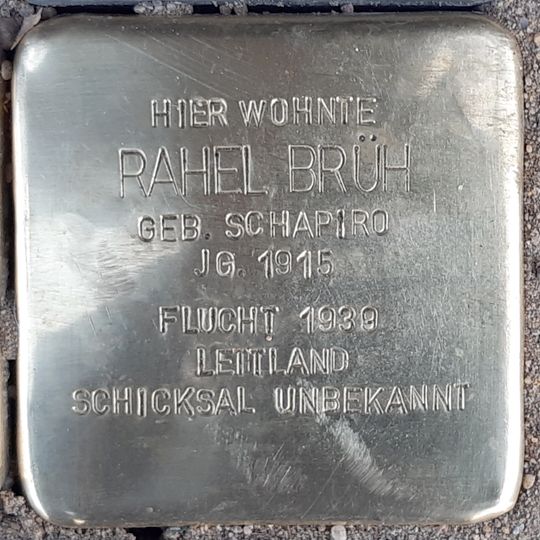 HIER WOHNTE
RAHEL BRÜH
GEB. SCHAPIRO
JG. 1915
FLUCHT 1939
LETTLAND
SCHICKSAL UNBEKANNT